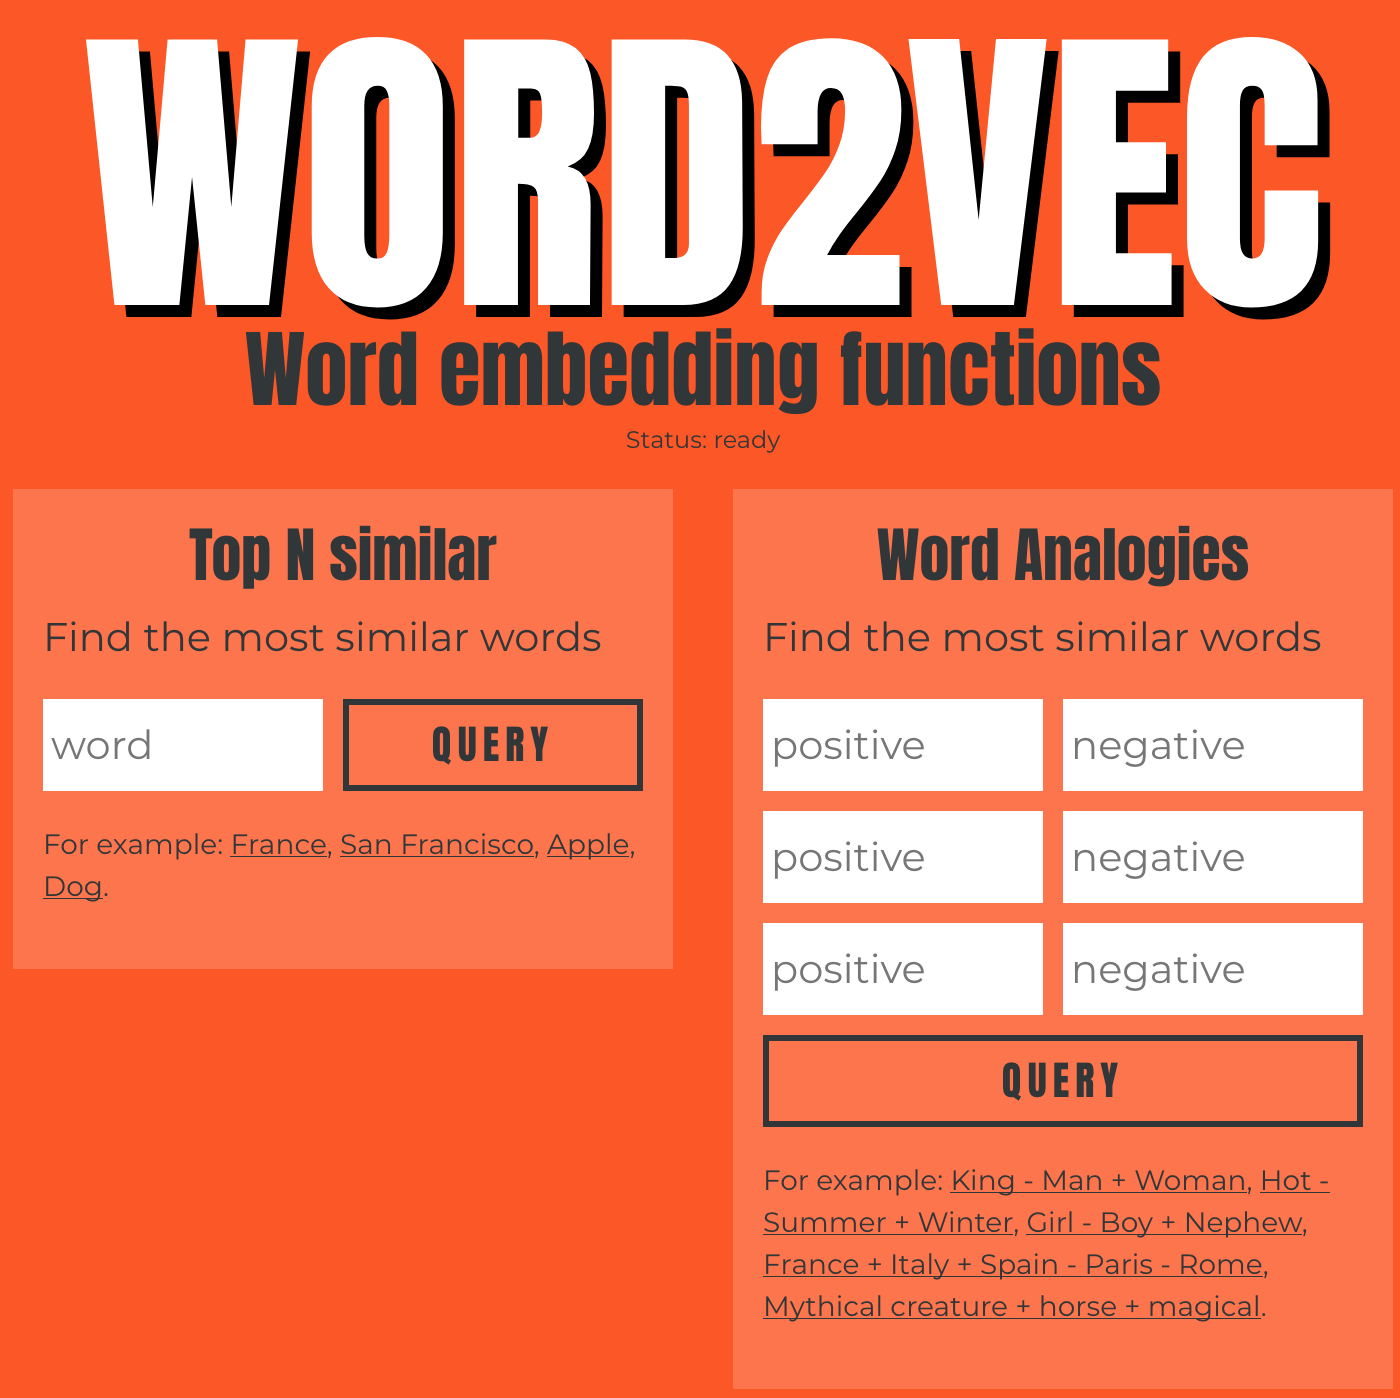 WORD2VEC
Word embedding functions
Status: ready
Top N similar
Find the most similar words
word
QUERY
For example: France, San Francisco, Apple,
Dog.
Word Analogies
Find the most similar words
positive negative
positive negative
positive negative
QUERY
For example: King - Man + Woman, Hot -
Summer + Winter, Girl - Boy + Nephew,
France + Italy + Spain - Paris - Rome,
Mythical creature + horse + magical.